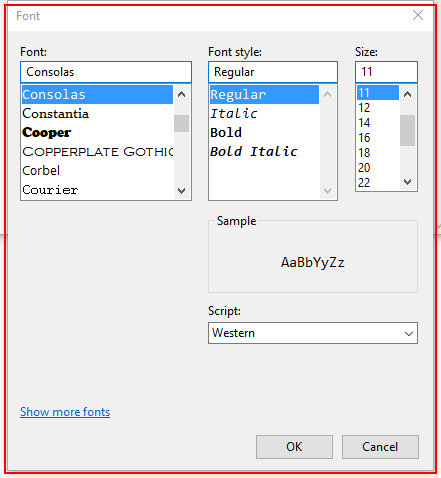 Font
Font: Font style: Size:
Consolas Regular 11
Consolas Regular 11
Constantia Italic 12
Cooper Bold 14
Copperplate Gothic Bold Italic 16
Corbel 18
Courier 20
22
Sample
AaBbYyZz
Script:
Western
Show more fonts
OK Cancel